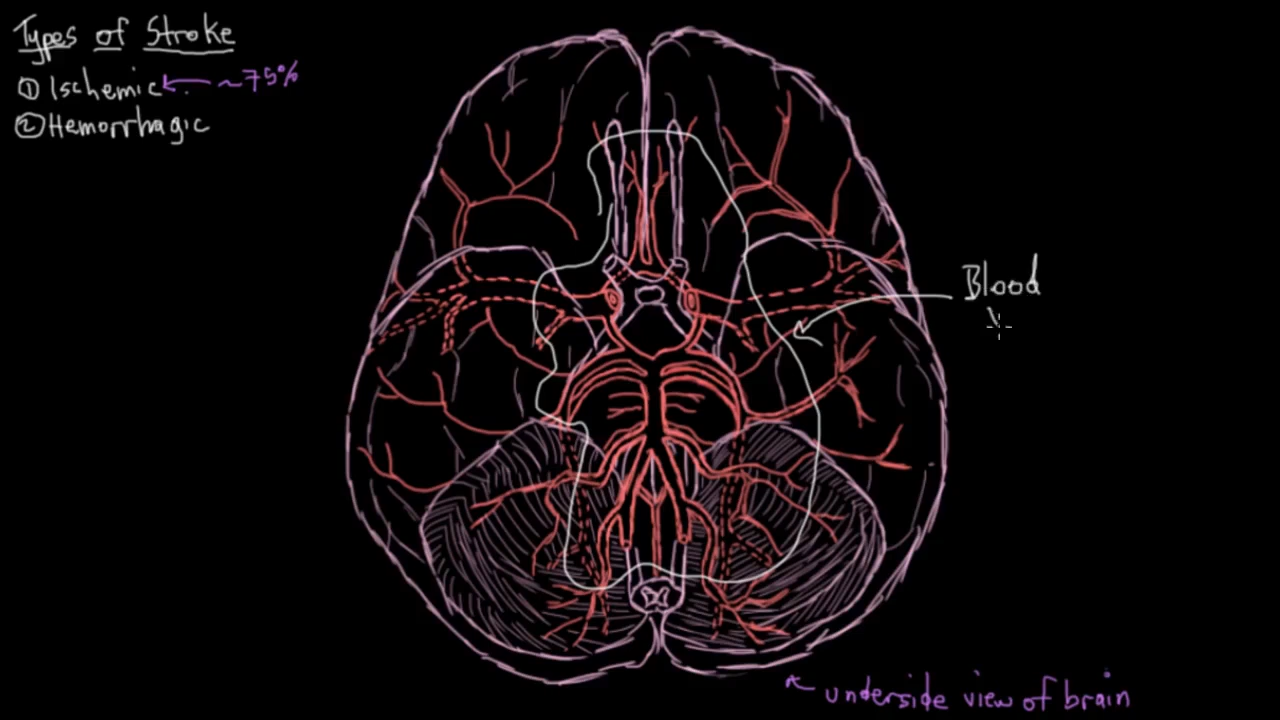 Types of Stroke
① Ischemic ← ~75%
② Hemorrhagic
Blood
underside view of brain